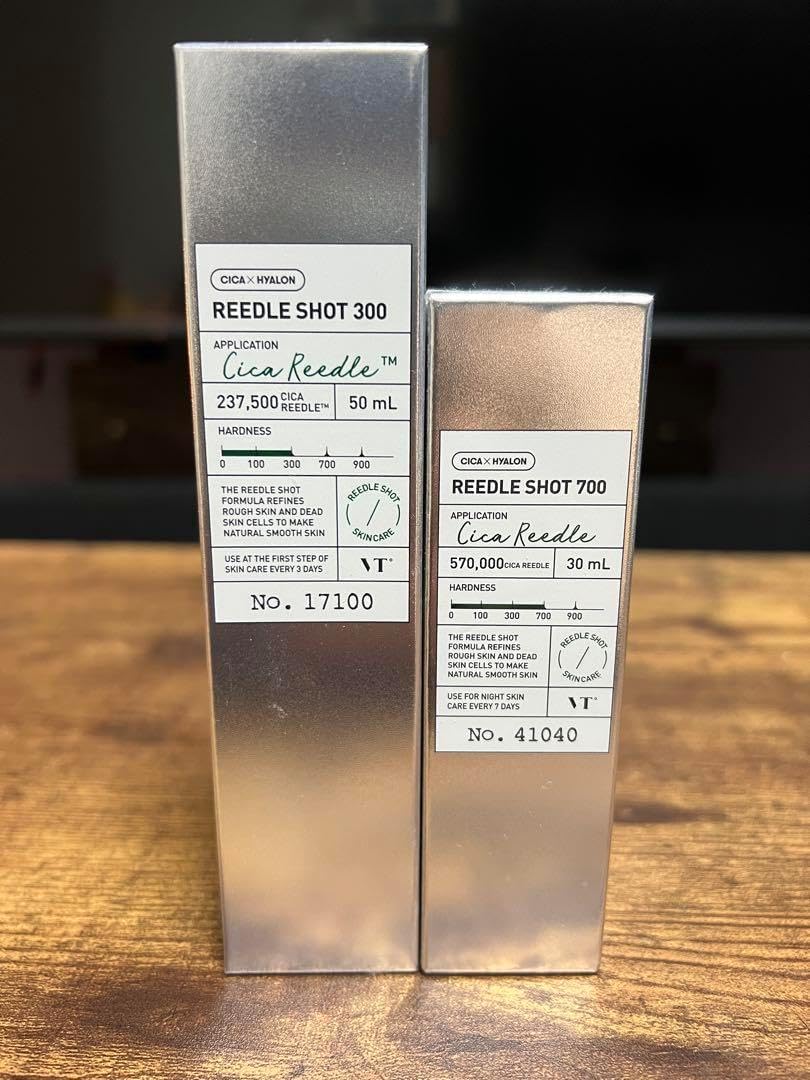 CICA×HYALON
REEDLE SHOT 300
APPLICATION
Cica Reedle™
237,500 CICA REEDLE™ 50 mL
HARDNESS
0 100 300 700 900
THE REEDLE SHOT
FORMULA REFINES
ROUGH SKIN AND DEAD
SKIN CELLS TO MAKE
NATURAL SMOOTH SKIN
REEDLE SHOT
SKINCARE
USE AT THE FIRST STEP OF
SKIN CARE EVERY 3 DAYS
VT°
No. 17100
CICA×HYALON
REEDLE SHOT 700
APPLICATION
Cica Reedle
570,000 CICA REEDLE 30 mL
HARDNESS
0 100 300 700 900
THE REEDLE SHOT
FORMULA REFINES
ROUGH SKIN AND DEAD
SKIN CELLS TO MAKE
NATURAL SMOOTH SKIN
REEDLE SHOT
SKINCARE
USE FOR NIGHT SKIN
CARE EVERY 7 DAYS
VT°
No. 41040